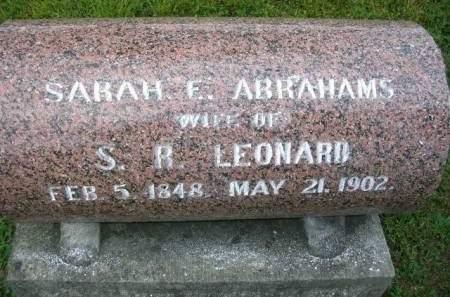 SARAH E. ABRAHAMS
WIFE OF
S. R. LEONARD
FEB. 5. 1848. MAY 21. 1902.